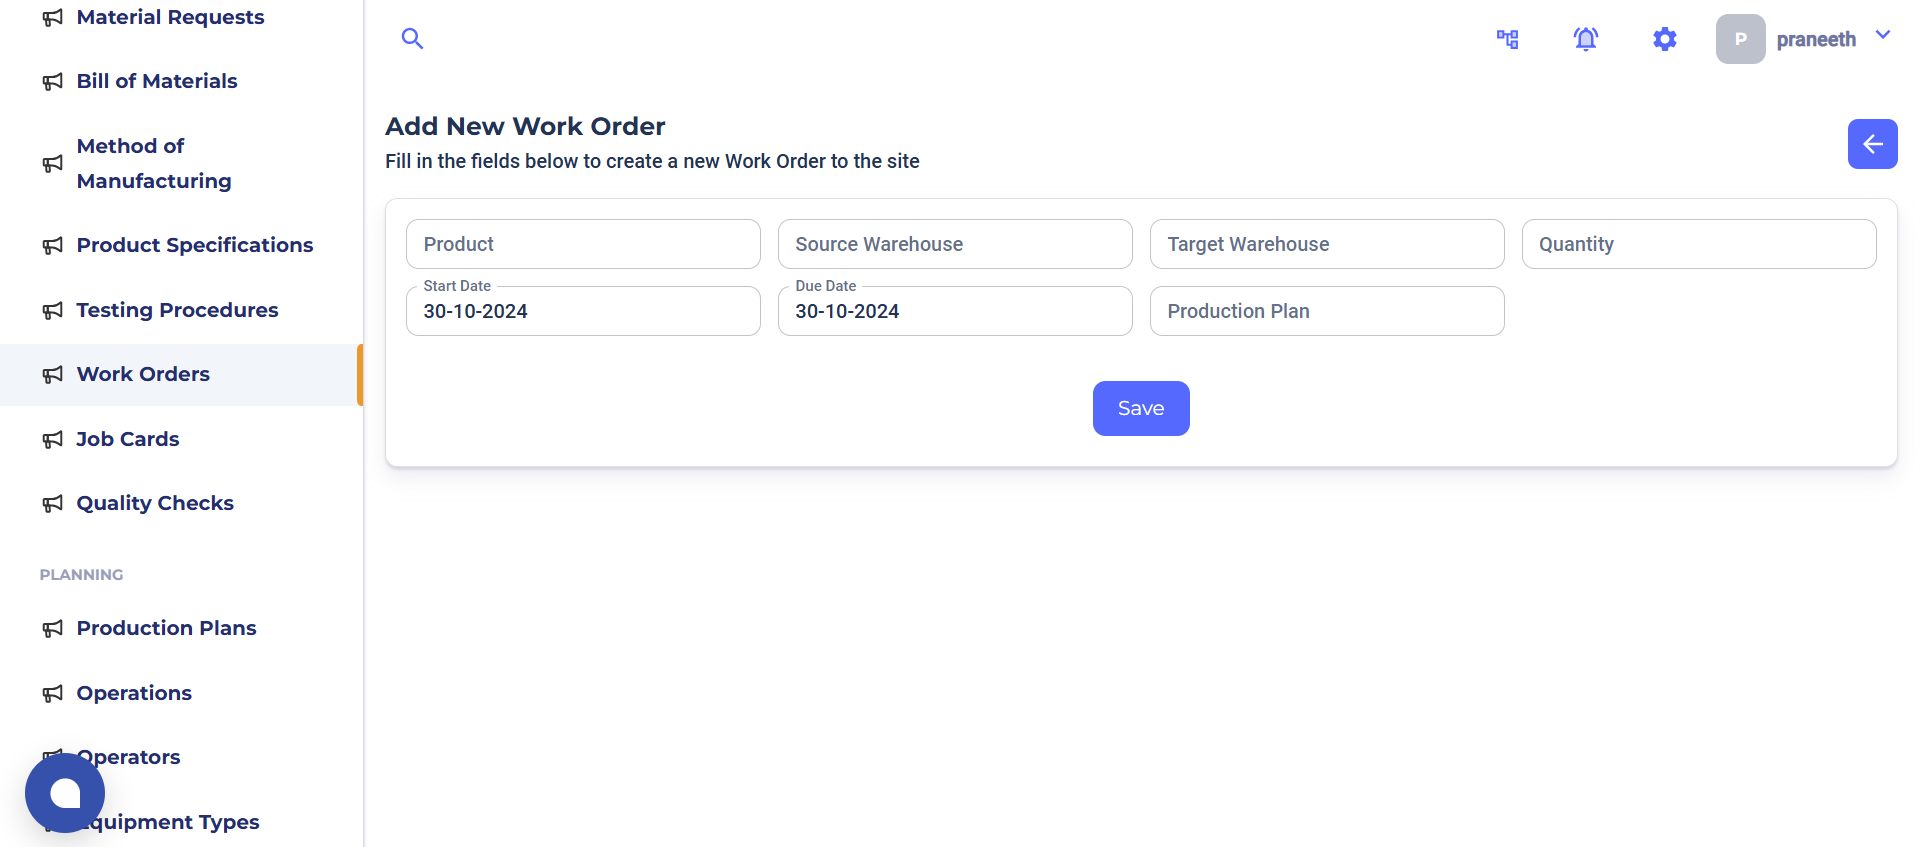 Material Requests
Bill of Materials
Method of
Manufacturing
Product Specifications
Testing Procedures
Work Orders
Job Cards
Quality Checks
PLANNING
Production Plans
Operations
Operators
Equipment Types
P
praneeth
Add New Work Order
Fill in the fields below to create a new Work Order to the site
Product
Source Warehouse
Target Warehouse
Quantity
Start Date
30-10-2024
Due Date
30-10-2024
Production Plan
Save